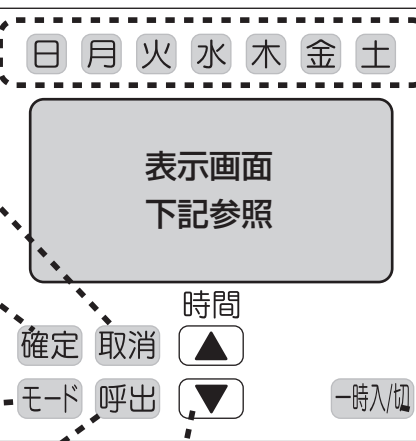 日 月 火 水 木 金 土
表示画面
下記参照
時間
確定 取消 ▲
モード 呼出 ▼ 一時入/切